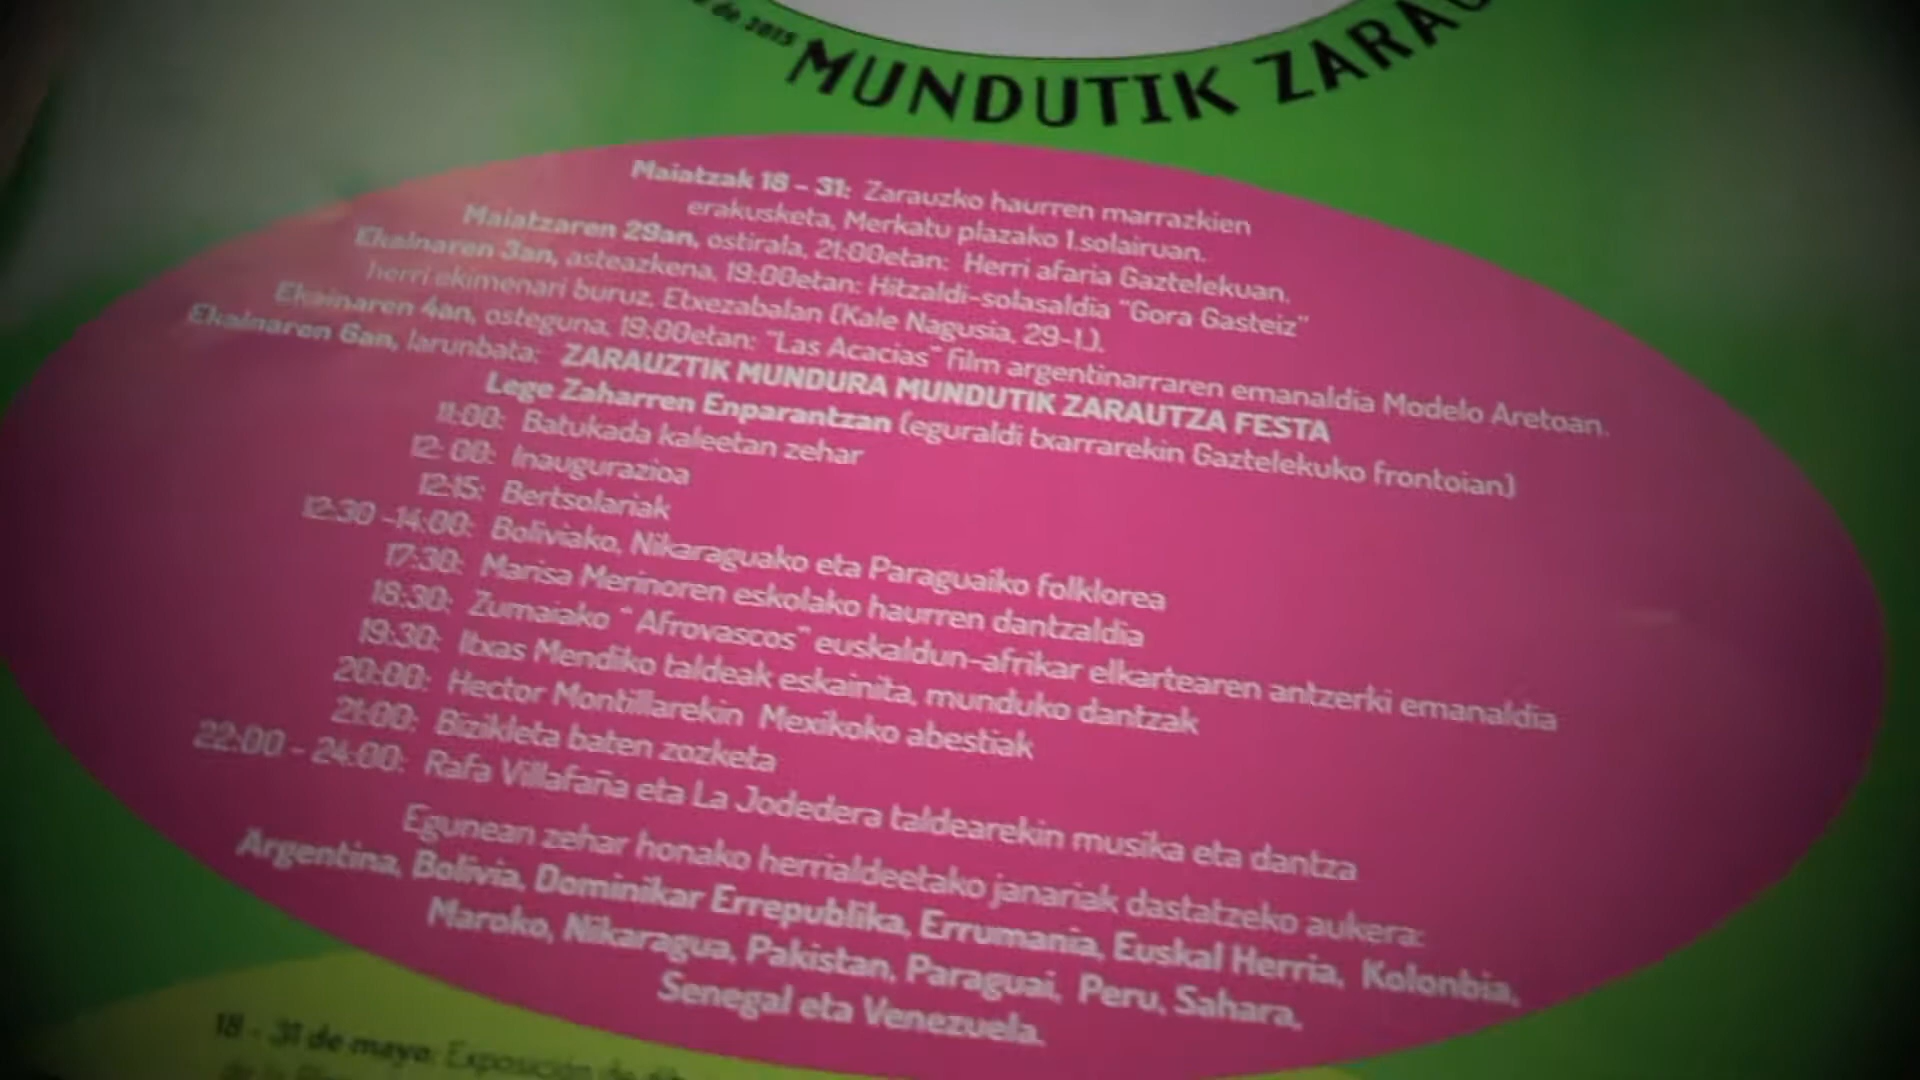 de 2015
MUNDUTIK
Maiatzak 18 - 31: Zarauzko haurren marrazkien
erakusketa, Merkatu plazako 1.solairuan.
Maiatzaren 29an, ostirala, 21:00etan: Herri afaria Gaztelekuan.
Ekainaren 3an, asteazkena, 19:00etan: Hitzaldi-solasaldia "Gora Gasteiz"
herri ekimenari buruz. Etxezabalan (Kale Nagusia, 29-1.).
Ekainaren 4an, osteguna, 19:00etan: "Las Acacias" film argentinarraren emanaldia Modelo Aretoan.
Ekainaren 6an, larunbata: ZARAUZTIK MUNDURA MUNDUTIK ZARAUTZA FESTA
Lege Zaharren Enparantzan (eguraldi txarrarekin Gaztelekuko frontoian)
11:00: Batukada kaleetan zehar
12: 00: Inaugurazioa
12:15: Bertsolariak
12:30 -14:00: Boliviako, Nikaraguako eta Paraguaiko folklorea
17:30: Marisa Merinoren eskolako haurren dantzaldia
18:30: Zumaiako " Afrovascos" euskaldun-afrikar elkartearen antzerki emanaldia
19:30: Itxas Mendiko taldeak eskainita, munduko dantzak
20:00: Hector Montillarekin Mexikoko abestiak
21:00: Bizikleta baten zozketa
22:00 - 24:00: Rafa Villafaña eta La Jodedera taldearekin musika eta dantza
Egunean zehar honako herrialdeetako janariak dastatzeko aukera:
Argentina, Bolivia, Dominikar Errepublika, Errumania, Euskal Herria, Kolonbia,
Maroko, Nikaragua, Pakistan, Paraguai, Peru, Sahara,
Senegal eta Venezuela.
18 - 31 de mayo: Exposición de